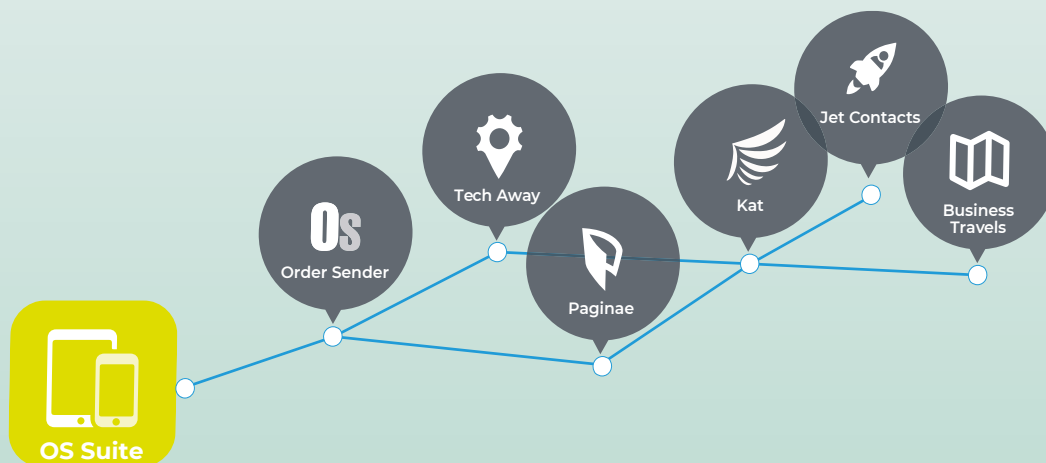 Jet Contacts
Tech Away
Kat
Business
Travels
Os
Order Sender
Paginae
OS Suite